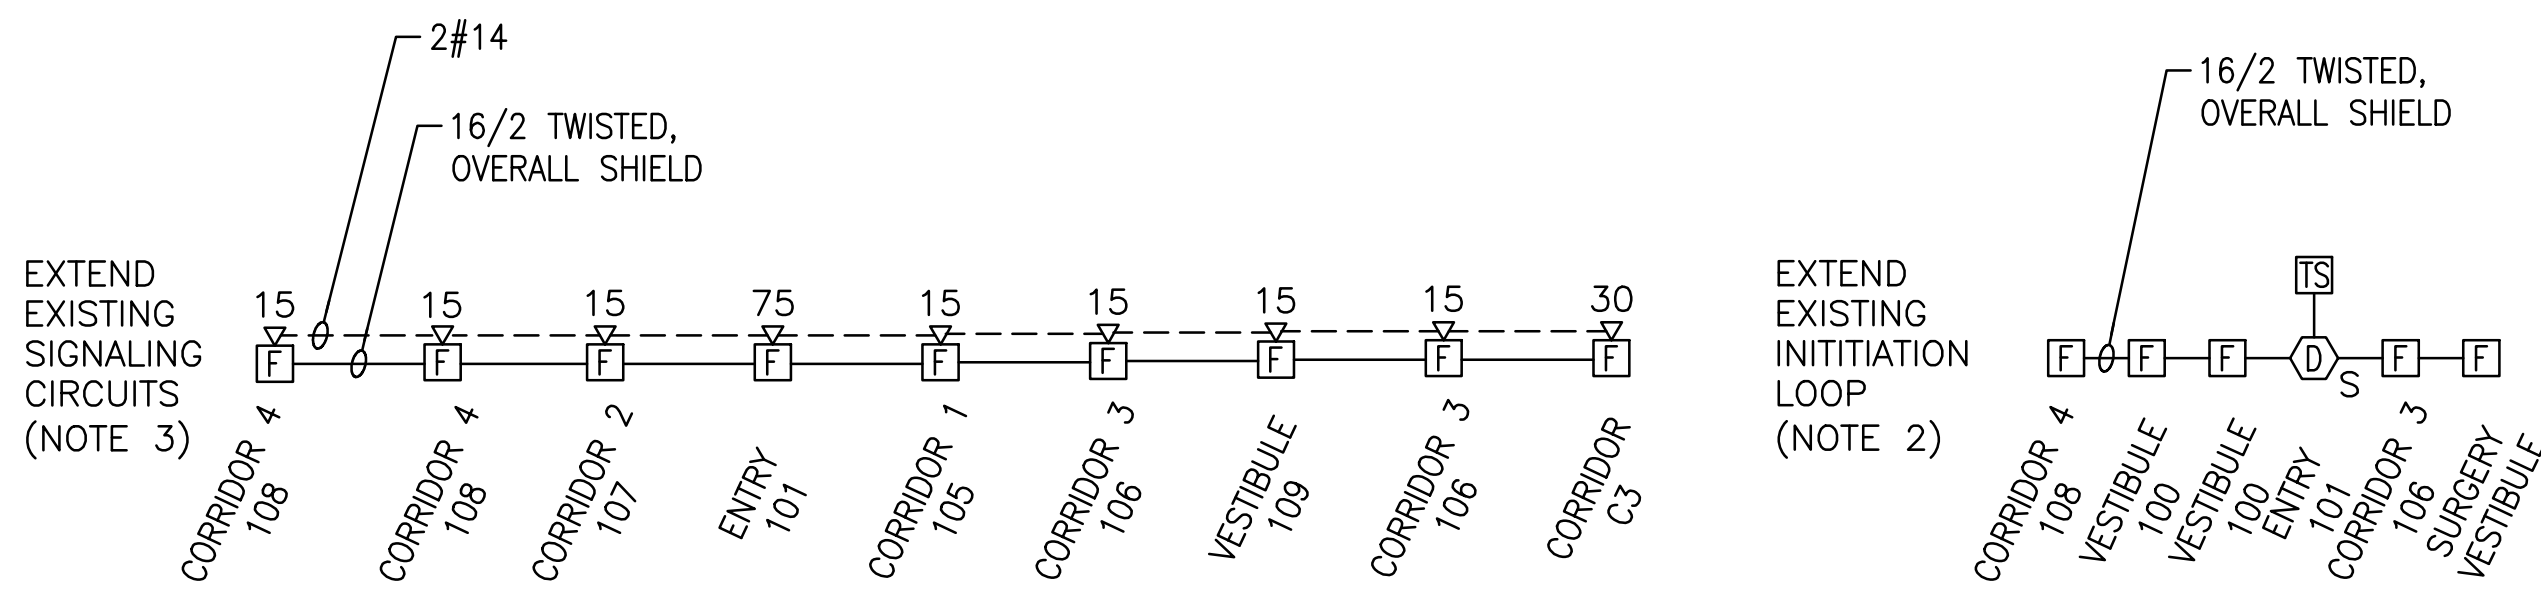 2#14
16/2 TWISTED,
OVERALL SHIELD
EXTEND
EXISTING
SIGNALING
CIRCUITS
(NOTE 3)
15
15
15
75
15
15
15
15
30
F
F
F
F
F
F
F
F
F
CORRIDOR 4
108
CORRIDOR 4
108
CORRIDOR 2
107
ENTRY
101
CORRIDOR 1
105
CORRIDOR 3
106
VESTIBULE
109
CORRIDOR 3
106
CORRIDOR
C3
16/2 TWISTED,
OVERALL SHIELD
EXTEND
EXISTING
INITITIATION
LOOP
(NOTE 2)
TS
F
F
F
D
S
F
F
CORRIDOR 4
108
VESTIBULE
100
VESTIBULE
100
ENTRY
101
CORRIDOR 3
106
SURGERY
VESTIBULE